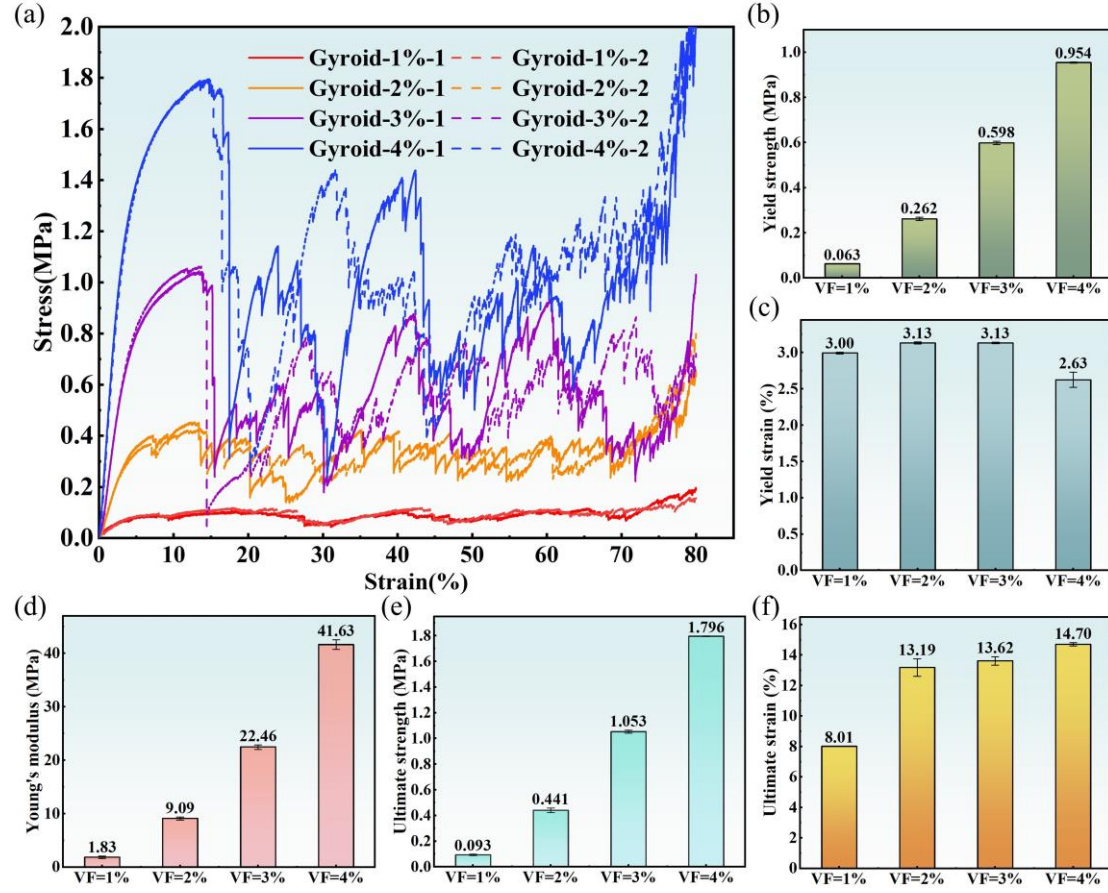 (a)
2.0
1.8
1.6
1.4
1.2
1.0
0.8
0.6
0.4
0.2
0.0
Stress(MPa)
Gyroid-1%-1 Gyroid-1%-2
Gyroid-2%-1 Gyroid-2%-2
Gyroid-3%-1 Gyroid-3%-2
Gyroid-4%-1 Gyroid-4%-2
0 10 20 30 40 50 60 70 80
Strain(%)
(b)
Yield strength (MPa)
1.0
0.8
0.6
0.4
0.2
0.0
0.063 0.262 0.598 0.954
VF=1% VF=2% VF=3% VF=4%
(c)
Yield strain (%)
3.0
2.5
2.0
1.5
1.0
0.5
0.0
3.00 3.13 3.13 2.63
VF=1% VF=2% VF=3% VF=4%
(d)
Young's modulus (MPa)
40
30
20
10
0
1.83 9.09 22.46 41.63
VF=1% VF=2% VF=3% VF=4%
(e)
Ultimate strength (MPa)
1.8
1.6
1.4
1.2
1.0
0.8
0.6
0.4
0.2
0.0
0.093 0.441 1.053 1.796
VF=1% VF=2% VF=3% VF=4%
(f)
Ultimate strain (%)
16
14
12
10
8
6
4
2
0
8.01 13.19 13.62 14.70
VF=1% VF=2% VF=3% VF=4%